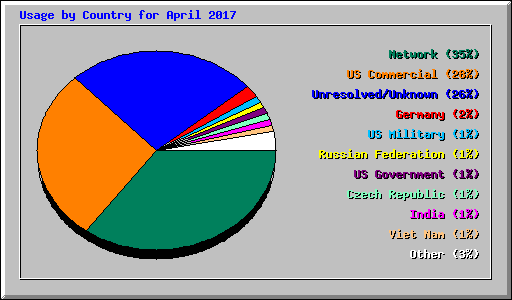 Usage by Country for April 2017
Network (35%)
US Commercial (28%)
Unresolved/Unknown (26%)
Germany (2%)
US Military (1%)
Russian Federation (1%)
US Government (1%)
Czech Republic (1%)
India (1%)
Viet Nam (1%)
Other (3%)